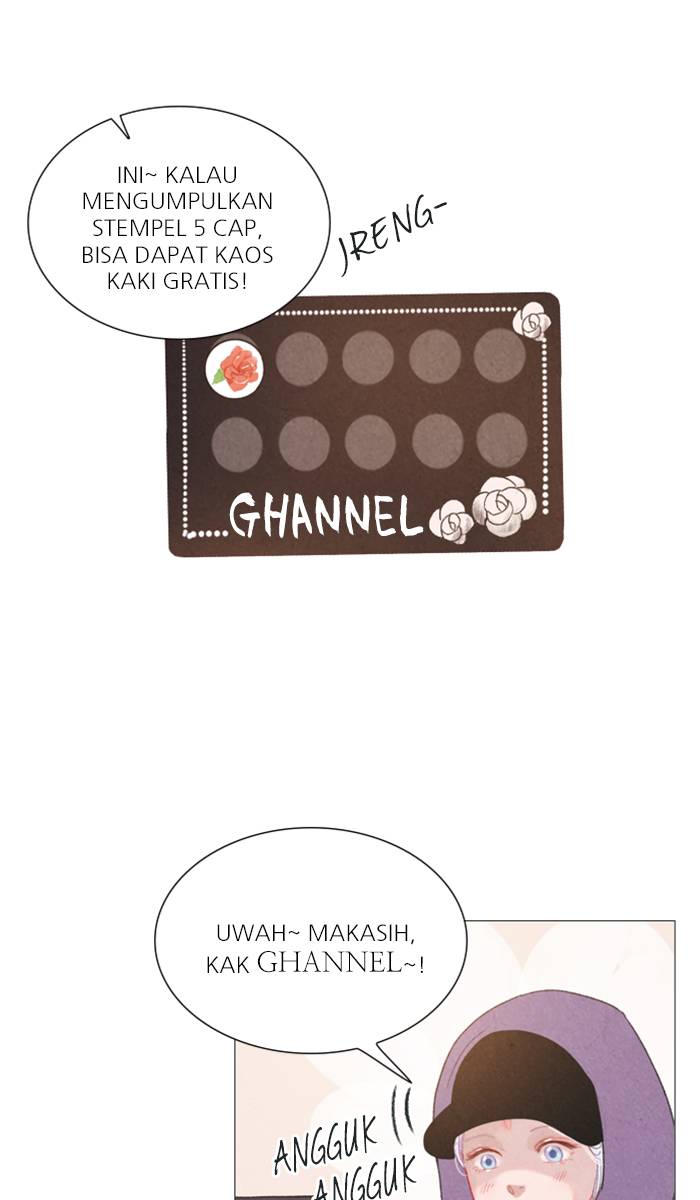 INI~ KALAU
MENGUMPULKAN
STEMPEL 5 CAP,
BISA DAPAT KAOS
KAKI GRATIS!
JRENG-
GHANNEL
UWAH~ MAKASIH,
KAK GHANNEL~!
ANGGUK
ANGGUK